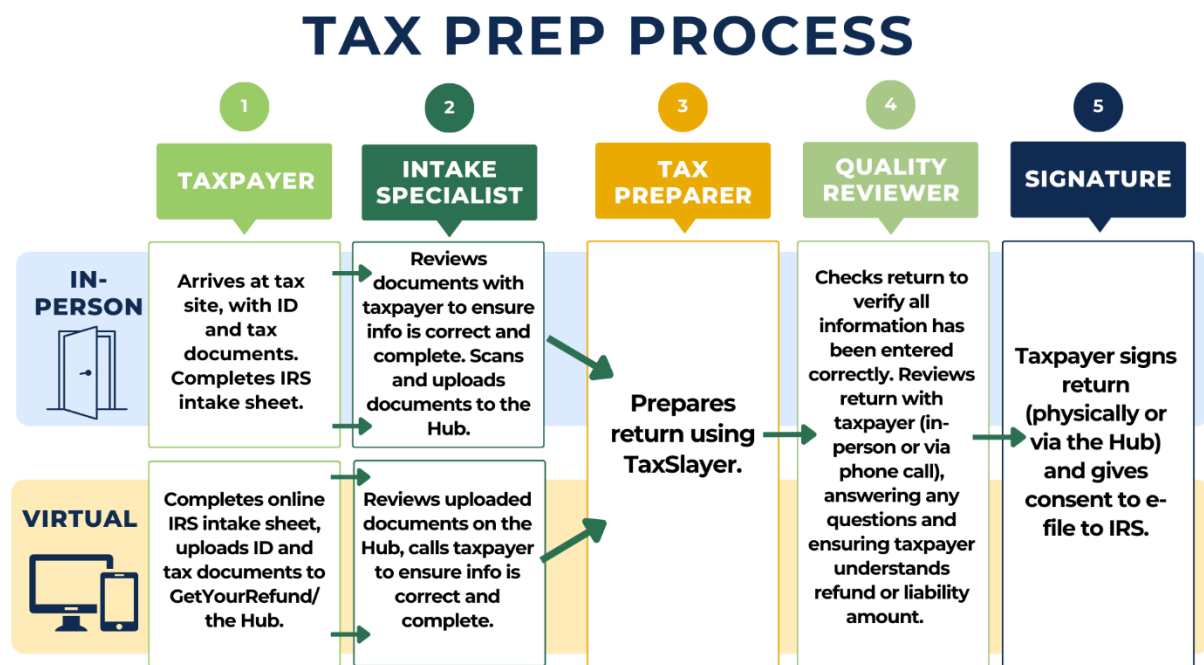 TAX PREP PROCESS
1
2
3
4
5
TAXPAYER
INTAKE
SPECIALIST
TAX
PREPARER
QUALITY
REVIEWER
SIGNATURE
IN-
PERSON
Arrives at tax
site, with ID
and tax
documents.
Completes IRS
intake sheet.
Reviews
documents with
taxpayer to ensure
info is correct and
complete. Scans
and uploads
documents to the
Hub.
VIRTUAL
Completes online
IRS intake sheet,
uploads ID and
tax documents to
GetYourRefund/
the Hub.
Reviews uploaded
documents on the
Hub, calls taxpayer
to ensure info is
correct and
complete.
Prepares
return using
TaxSlayer.
Checks return to
verify all
information has
been entered
correctly. Reviews
return with
taxpayer (in-
person or via
phone call),
answering any
questions and
ensuring taxpayer
understands
refund or liability
amount.
Taxpayer signs
return
(physically or
via the Hub)
and gives
consent to e-
file to IRS.